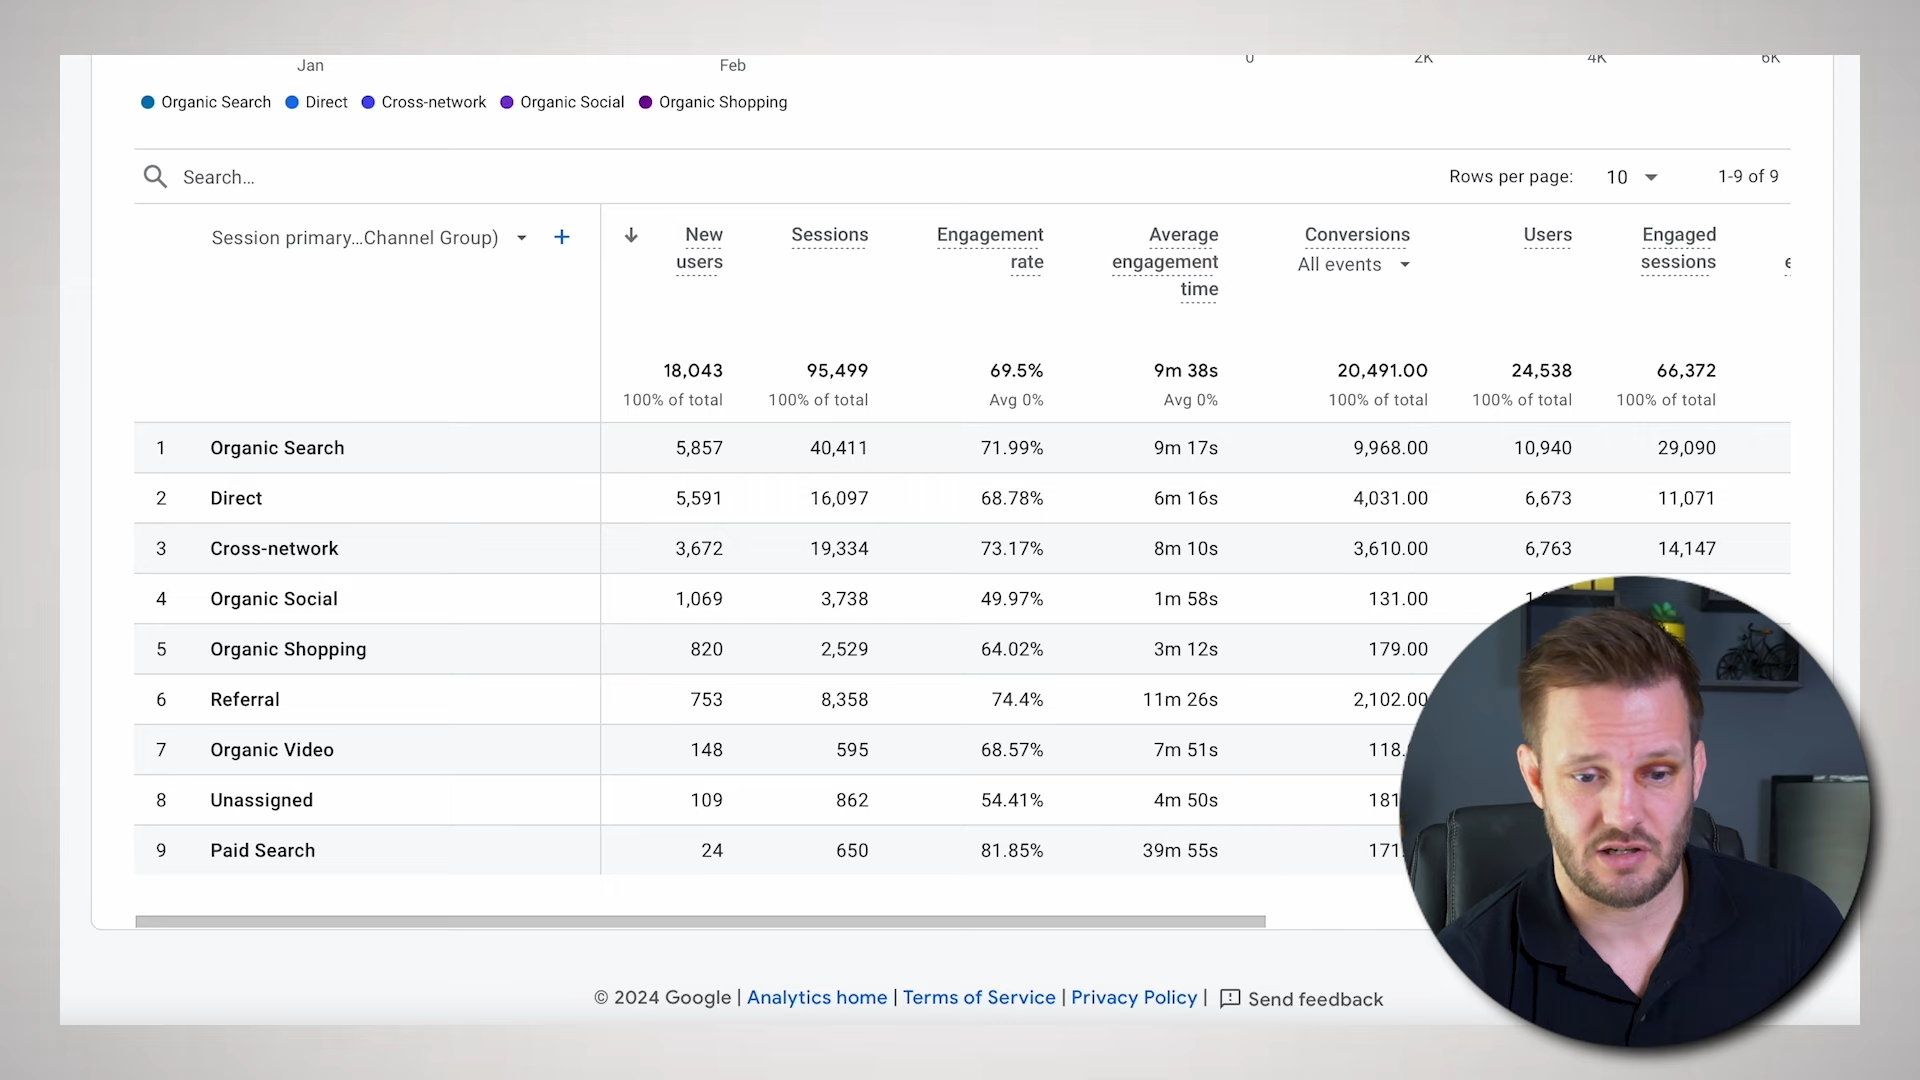 Jan Feb 0 2K 4K 6K
Organic Search Direct Cross-network Organic Social Organic Shopping
Search... Rows per page: 10 1-9 of 9
Session primary...Channel Group) + New users Sessions Engagement rate Average engagement time Conversions All events Users Engaged sessions
18,043 95,499 69.5% 9m 38s 20,491.00 24,538 66,372
100% of total 100% of total Avg 0% Avg 0% 100% of total 100% of total 100% of total
1 Organic Search 5,857 40,411 71.99% 9m 17s 9,968.00 10,940 29,090
2 Direct 5,591 16,097 68.78% 6m 16s 4,031.00 6,673 11,071
3 Cross-network 3,672 19,334 73.17% 8m 10s 3,610.00 6,763 14,147
4 Organic Social 1,069 3,738 49.97% 1m 58s 131.00
5 Organic Shopping 820 2,529 64.02% 3m 12s 179.00
6 Referral 753 8,358 74.4% 11m 26s 2,102.00
7 Organic Video 148 595 68.57% 7m 51s 118.
8 Unassigned 109 862 54.41% 4m 50s 181
9 Paid Search 24 650 81.85% 39m 55s 171
© 2024 Google | Analytics home | Terms of Service | Privacy Policy | Send feedback